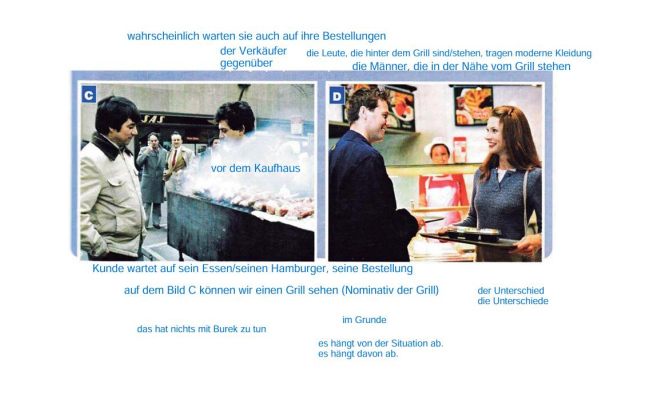 wahrscheinlich warten sie auch auf ihre Bestellungen
der Verkäufer
gegenüber
die Leute, die hinter dem Grill sind/stehen, tragen moderne Kleidung
die Männer, die in der Nähe vom Grill stehen
C
SAS
D
vor dem Kaufhaus
Kunde wartet auf sein Essen/seinen Hamburger, seine Bestellung
auf dem Bild C können wir einen Grill sehen (Nominativ der Grill)
der Unterschied
die Unterschiede
im Grunde
das hat nichts mit Burek zu tun
es hängt von der Situation ab.
es hängt davon ab.